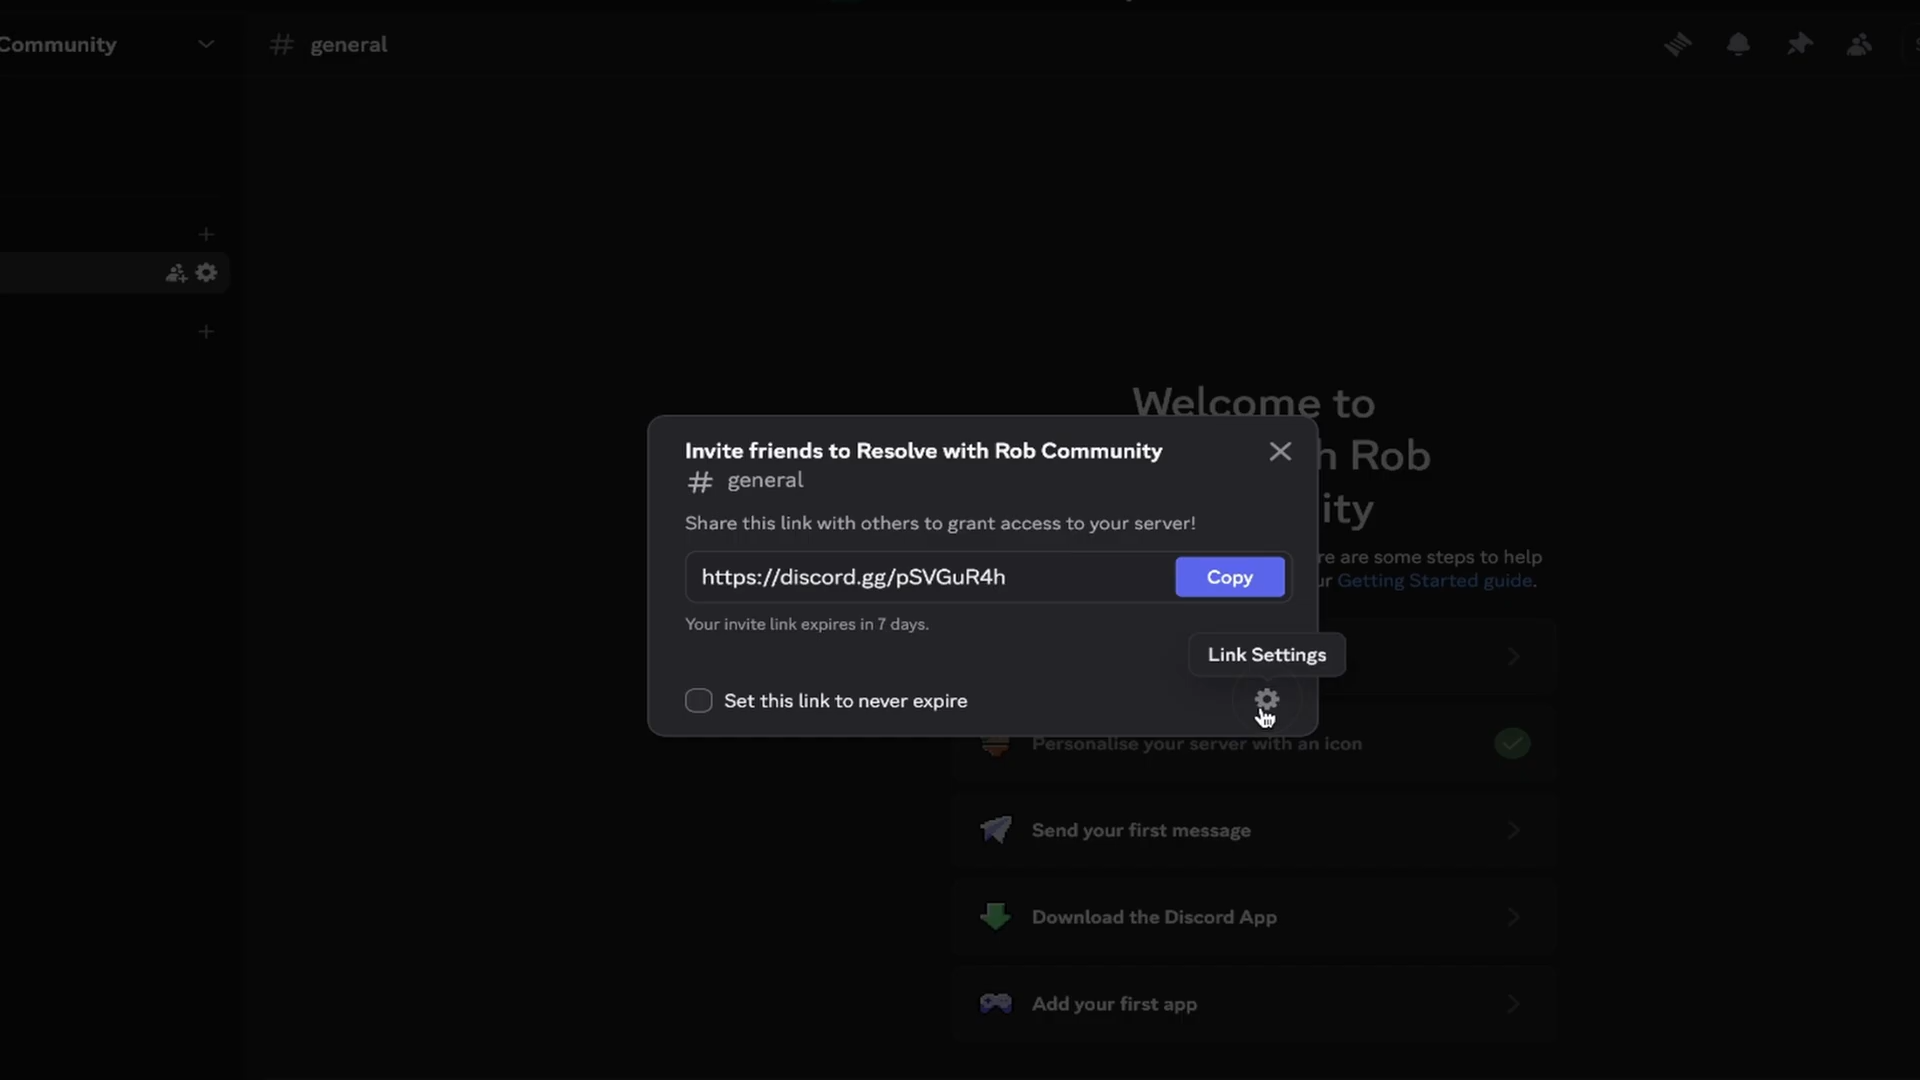 Community
general
Welcome to
h Rob
ity
Invite friends to Resolve with Rob Community
# general
Share this link with others to grant access to your server!
https://discord.gg/pSVGuR4h
Copy
re are some steps to help
ur Getting Started guide.
Your invite link expires in 7 days.
Link Settings
Set this link to never expire
Personalise your server with an icon
Send your first message
Download the Discord App
Add your first app